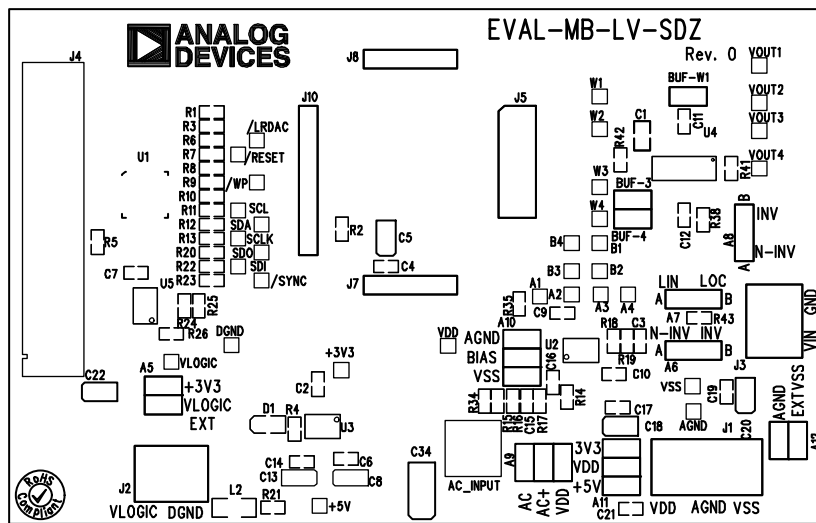 ANALOG
DEVICES
EVAL-MB-LV-SDZ
Rev. 0
VOUT1
J4
J8
BUF-W1
W1
VOUT2
J10
J5
R1
R3
/LRDAC
R6
R7
/RESET
R8
U1
R9
/WP
R10
R11
SCL
R12
SDA
R13
SCLK
R20
SDO
R22
SDI
R23
/SYNC
W2
C1
C11
U4
VOUT3
R42
VOUT4
R41
W3
BUF-3
W4
BUF-4
B
INV
C12
R38
A8
N-INV
A
R5
R2
C5
C4
C7
U5
J7
B4
B1
B3
B2
A1
A2
A3
A4
R35
C9
LIN
LOC
A
B
A7
R43
GND
VIN
R25
R24
R26
DGND
VDD
A10
AGND
BIAS
VSS
U2
R18
C3
R19
N-INV
INV
A
B
A6
J3
VLOGIC
C22
A5
+3V3
VLOGIC
EXT
+3V3
C2
C16
C10
R14
VSS
C19
C20
AGND
EXTVSS
AGND
D1
R4
U3
R34
R15
R16
C15
R17
C17
C18
J1
A12
J2
VLOGIC
DGND
L2
R21
C14
C13
C6
C8
+5V
C34
AC_INPUT
A9
AC
AC+
VDD
3V3
VDD
+5V
A11
C21
VDD
AGND
VSS
RoHS
Compliant